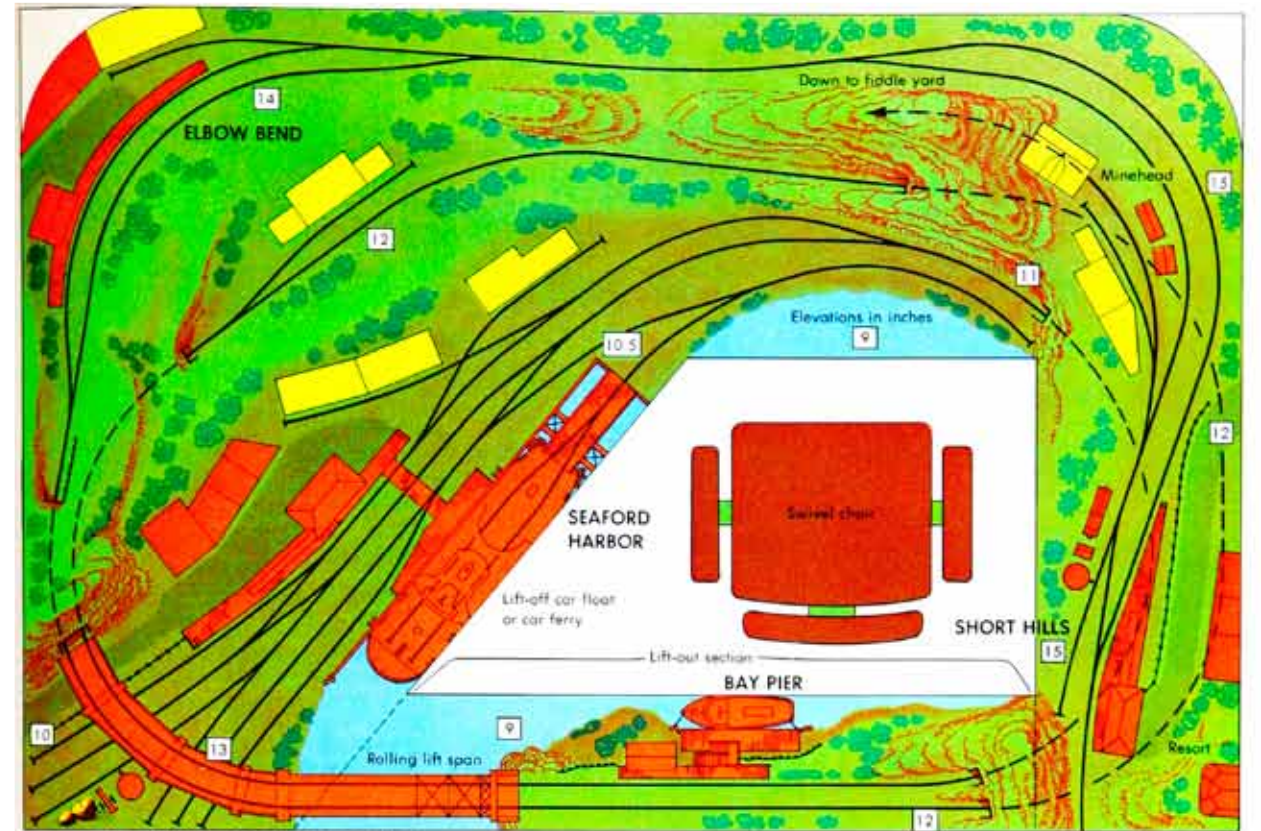 Down to fiddle yard
14
ELBOW BEND
Minehead
15
12
11
Elevations in inches
9
10.5
12
Swivel chair
SEAFORD
HARBOR
Lift-off car float
or car ferry
SHORT HILLS
15
Lift-out section
BAY PIER
10
13
9
Rolling lift span
Resort
12